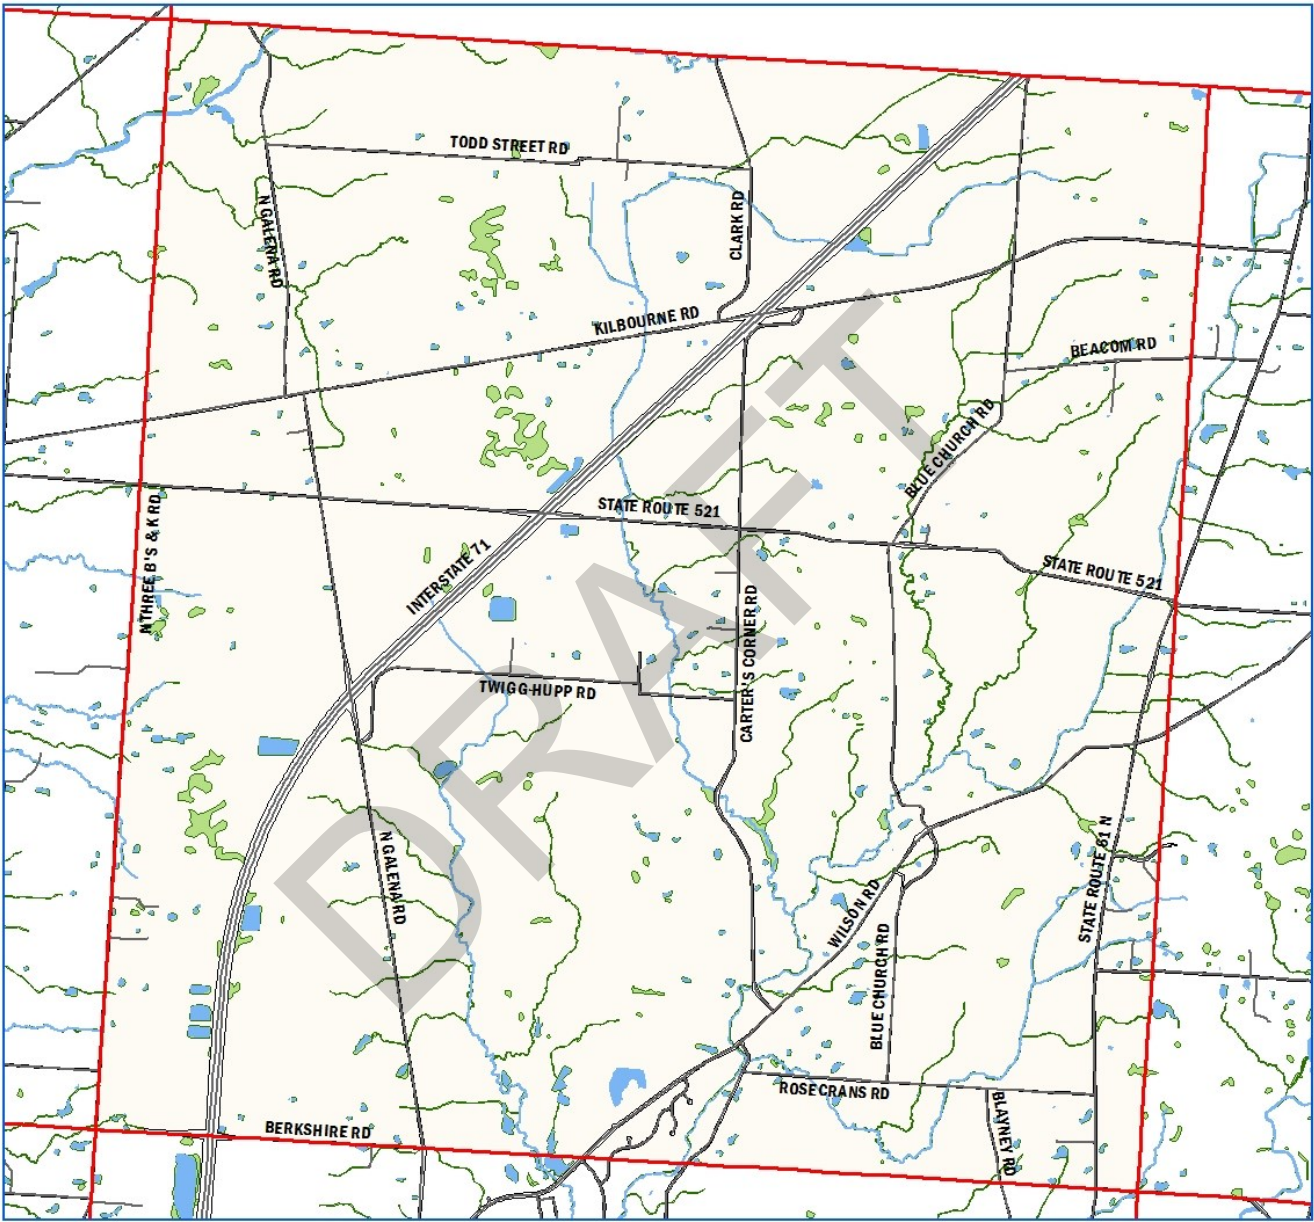 TODD STREET RD
N GALENA RD
CLARK RD
KILBOURNE RD
BEACOM RD
BLUE CHURCH RD
STATE ROUTE 521
N THREE B'S & K RD
INTERSTATE 71
STATE ROUTE 521
CARTER'S CORNER RD
TWIGG-HUPP RD
DRAFT
N GALENA RD
STATE ROUTE 61 N
WILSON RD
BLUE CHURCH RD
ROSECRANS RD
BLAYNEY RD
BERKSHIRE RD